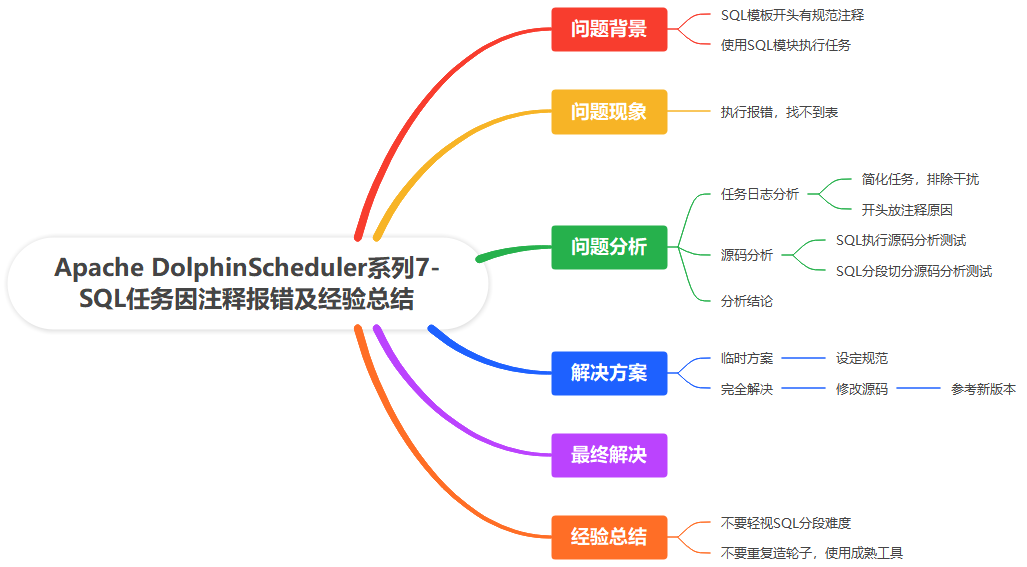 Apache DolphinScheduler系列7-
SQL任务因注释报错及经验总结
问题背景
SQL模板开头有规范注释
使用SQL模块执行任务
问题现象
执行报错，找不到表
问题分析
任务日志分析
简化任务，排除干扰
开头放注释原因
源码分析
SQL执行源码分析测试
SQL分段切分源码分析测试
分析结论
解决方案
临时方案
设定规范
完全解决
修改源码
参考新版本
最终解决
经验总结
不要轻视SQL分段难度
不要重复造轮子，使用成熟工具